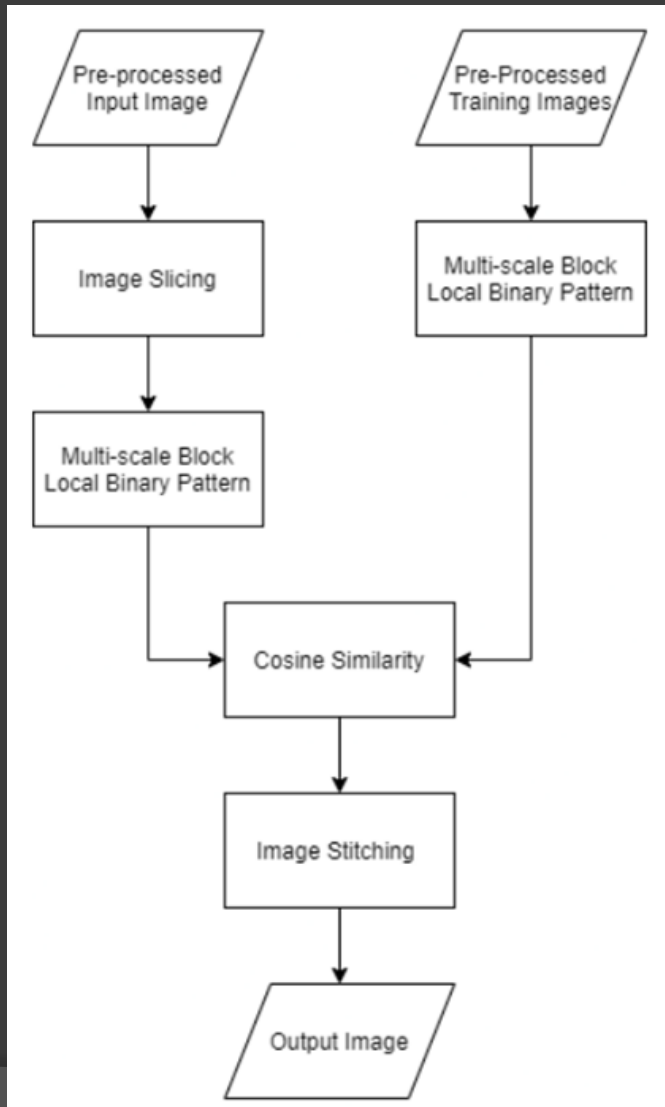 Pre-processed
Input Image
Pre-Processed
Training Images
Image Slicing
Multi-scale Block
Local Binary Pattern
Multi-scale Block
Local Binary Pattern
Cosine Similarity
Image Stitching
Output Image